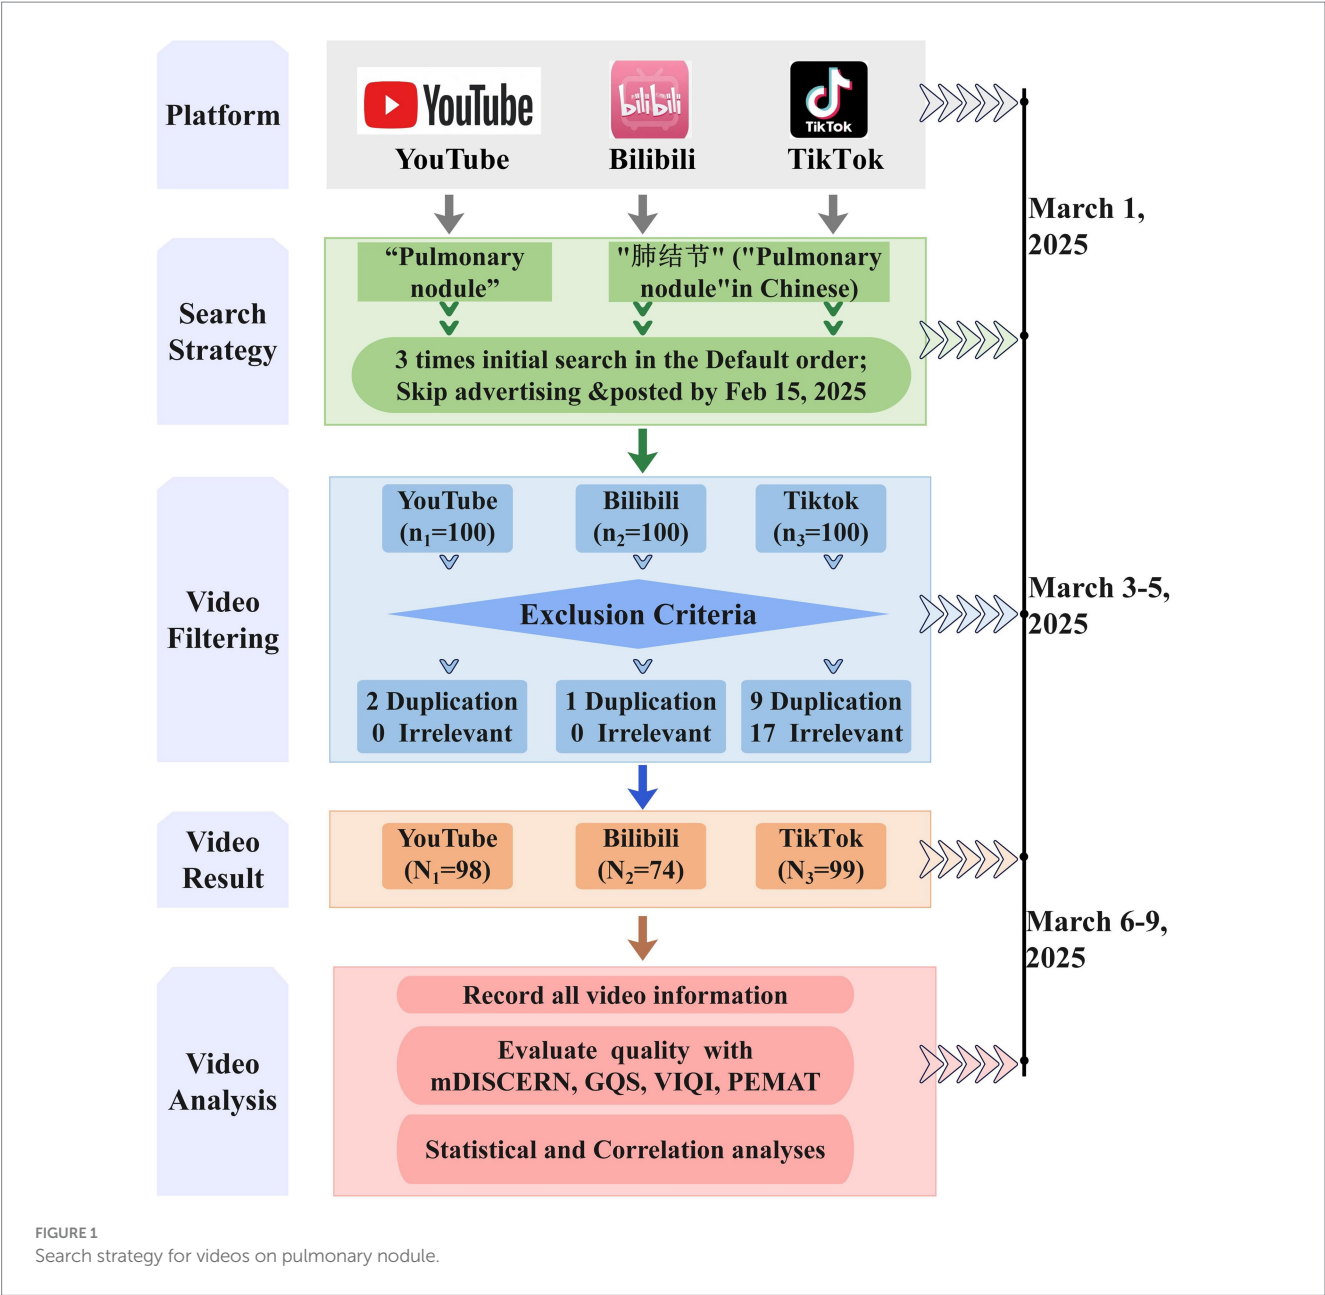 Platform
YouTube
bilibili
TikTok
YouTube
Bilibili
TikTok
March 1,
2025
Search
Strategy
“Pulmonary
nodule”
"肺结节" ("Pulmonary
nodule"in Chinese)
3 times initial search in the Default order;
Skip advertising &posted by Feb 15, 2025
Video
Filtering
YouTube
(n₁=100)
Bilibili
(n₂=100)
Tiktok
(n₃=100)
Exclusion Criteria
March 3-5,
2025
2 Duplication
0 Irrelevant
1 Duplication
0 Irrelevant
9 Duplication
17 Irrelevant
Video
Result
YouTube
(N₁=98)
Bilibili
(N₂=74)
TikTok
(N₃=99)
March 6-9,
2025
Video
Analysis
Record all video information
Evaluate quality with
mDISCERN, GQS, VIQI, PEMAT
Statistical and Correlation analyses
FIGURE 1
Search strategy for videos on pulmonary nodule.